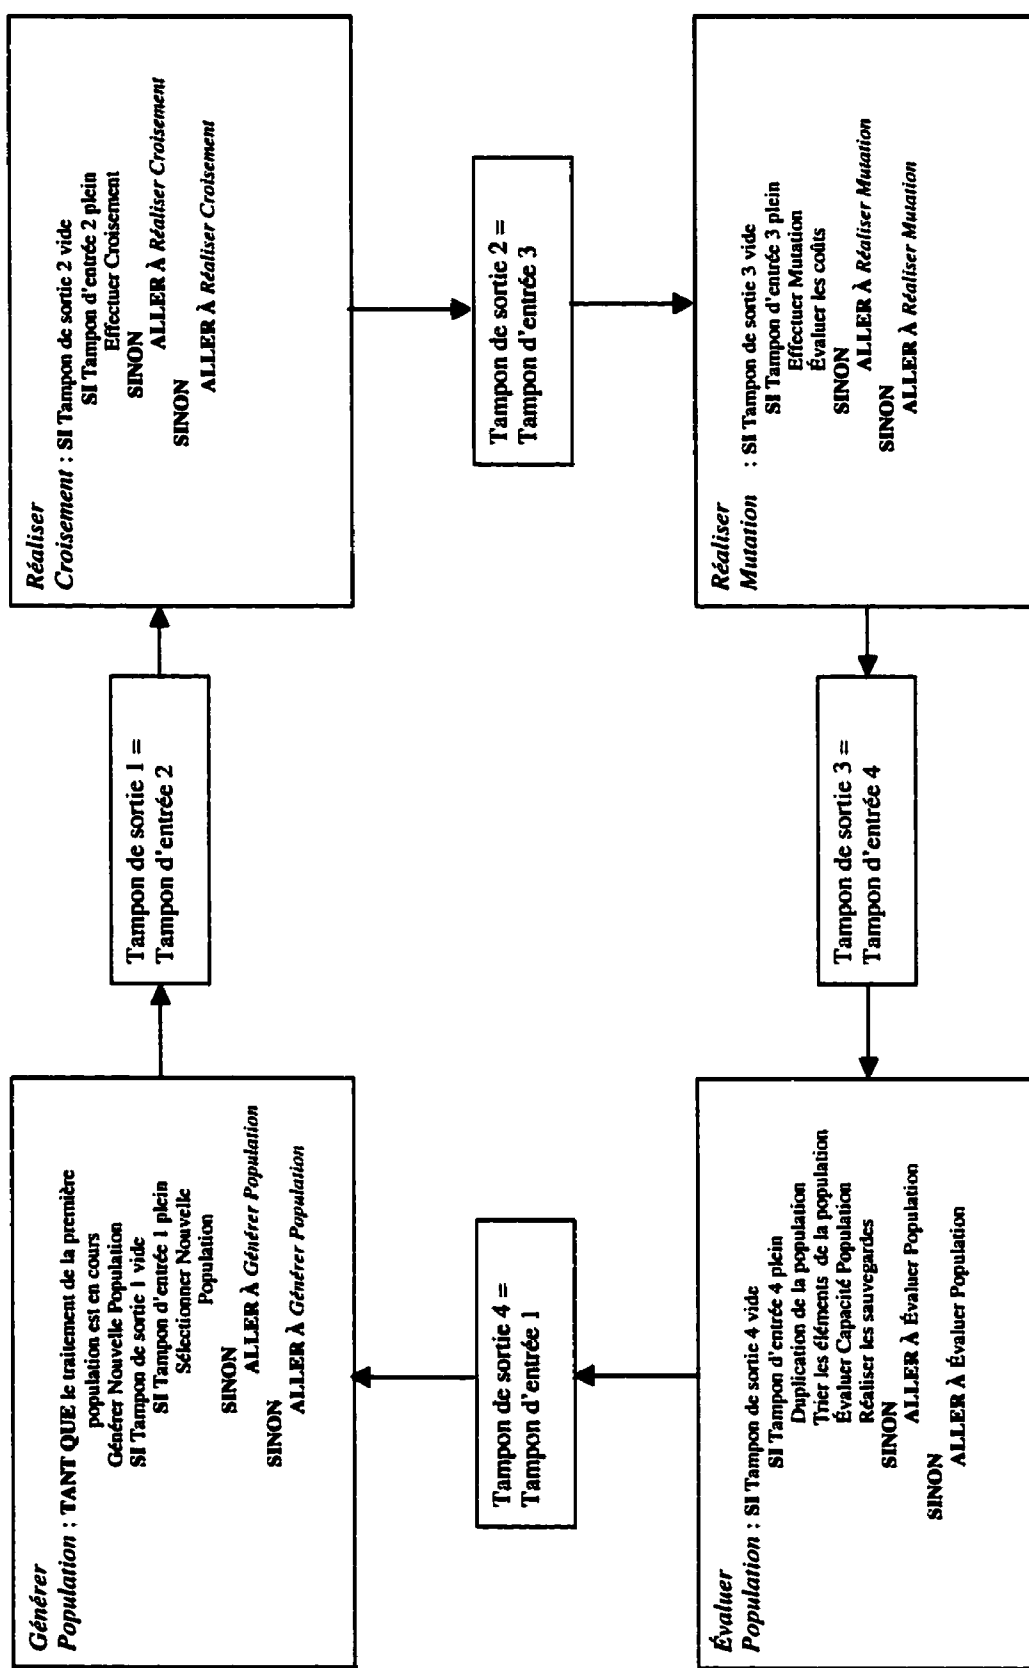 Générer
Population : TANT QUE le traitement de la première
population est en cours
Générer Nouvelle Population
SI Tampon de sortie 1 vide
SI Tampon d'entrée 1 plein
Sélectionner Nouvelle
Population
SINON
ALLER À Générer Population
SINON
ALLER À Générer Population
Tampon de sortie 1 =
Tampon d'entrée 2
Réaliser
Croisement : SI Tampon de sortie 2 vide
SI Tampon d'entrée 2 plein
Effectuer Croisement
SINON
ALLER À Réaliser Croisement
SINON
ALLER À Réaliser Croisement
Tampon de sortie 4 =
Tampon d'entrée 1
Tampon de sortie 2 =
Tampon d'entrée 3
Évaluer
Population : SI Tampon de sortie 4 vide
SI Tampon d'entrée 4 plein
Duplication de la population
Trier les éléments de la population
Évaluer Capacité Population
Réaliser les sauvegardes
SINON
ALLER À Évaluer Population
SINON
ALLER À Évaluer Population
Tampon de sortie 3 =
Tampon d'entrée 4
Réaliser
Mutation : SI Tampon de sortie 3 vide
SI Tampon d'entrée 3 plein
Effectuer Mutation
Évaluer les coûts
SINON
ALLER À Réaliser Mutation
SINON
ALLER À Réaliser Mutation